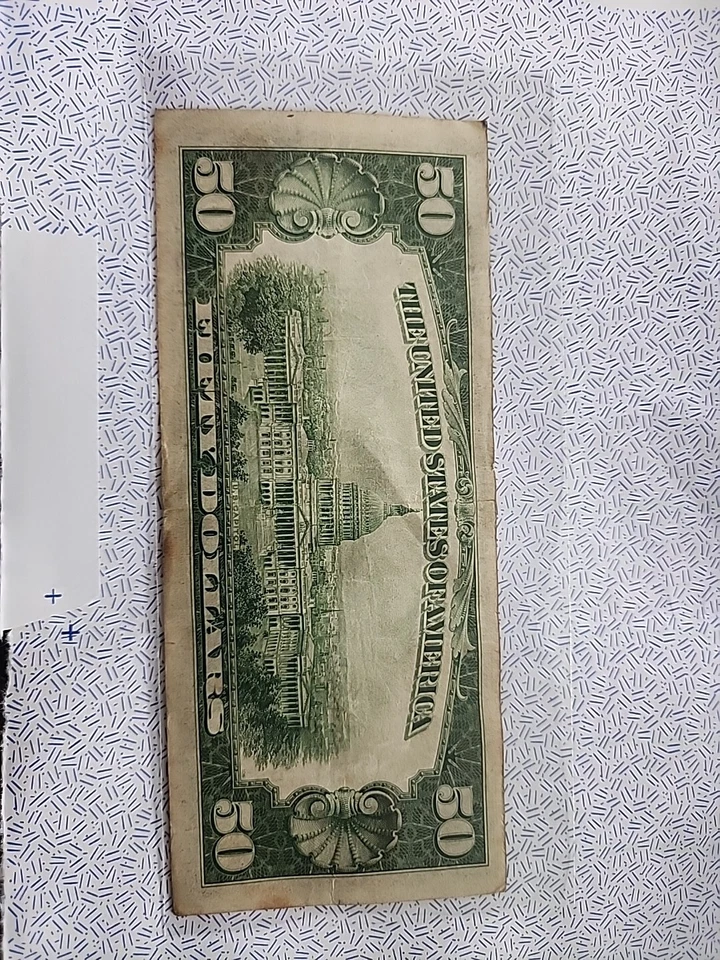 50 50
THE UNITED STATES OF AMERICA
FIFTY DOLLARS
50 50